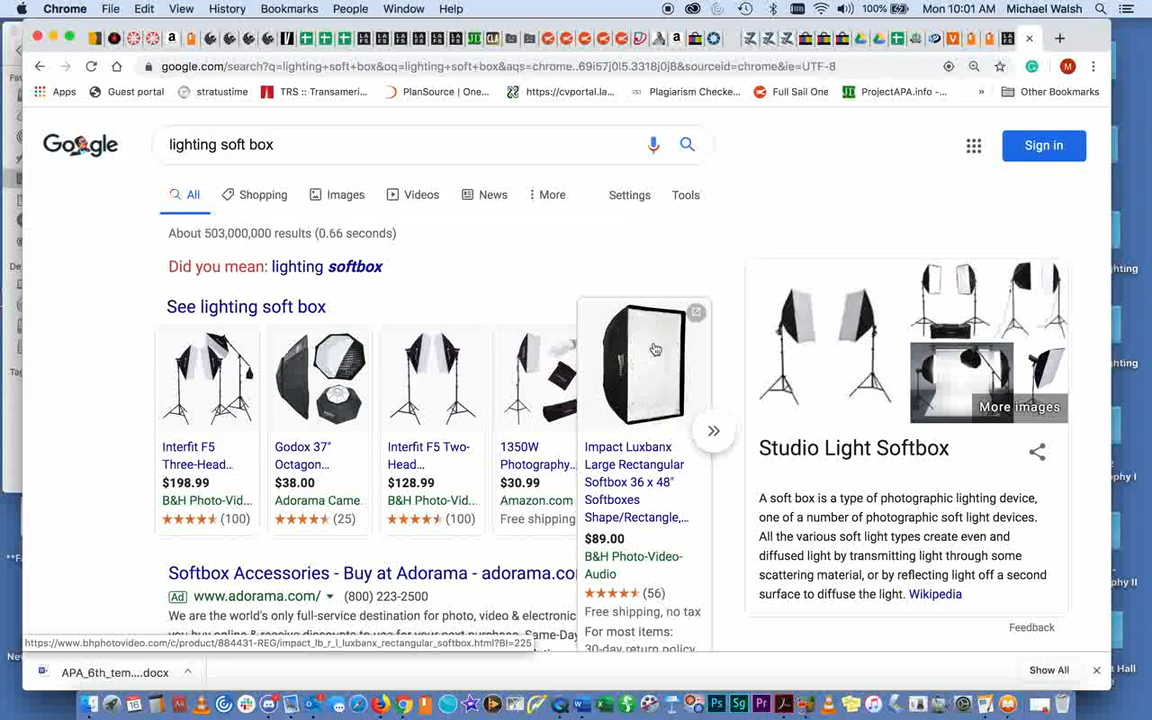 Chrome File Edit View History Bookmarks People Window Help 100% Mon 10:01 AM Michael Walsh
google.com/search?q=lighting+soft+box&oq=lighting+soft+box&aqs=chrome..69i57j0l5.3318j0j8&sourceid=chrome&ie=UTF-8
Apps Guest portal stratustime TRS :: Transameri... PlanSource | One... https://cvportal.la... Plagiarism Checke... Full Sail One ProjectAPA.info -... » Other Bookmarks
Google lighting soft box Sign in
All Shopping Images Videos News More Settings Tools
About 503,000,000 results (0.66 seconds)
Did you mean: lighting softbox
See lighting soft box
More images
Interfit F5 Three-Head...
$198.99
B&H Photo-Vid...
(100)
Godox 37" Octagon...
$38.00
Adorama Came...
(25)
Interfit F5 Two-Head...
$128.99
B&H Photo-Vid...
(100)
1350W Photography...
$30.99
Amazon.com
Free shipping
Impact Luxbanx
Large Rectangular
Softbox 36 x 48"
Softboxes
Shape/Rectangle,...
$89.00
B&H Photo-Video-
Audio
(56)
Free shipping, no tax
For most items:
30-day return policy
Studio Light Softbox
A soft box is a type of photographic lighting device,
one of a number of photographic soft light devices.
All the various soft light types create even and
diffused light by transmitting light through some
scattering material, or by reflecting light off a second
surface to diffuse the light. Wikipedia
Feedback
Softbox Accessories - Buy at Adorama - adorama.co
Ad www.adorama.com/ (800) 223-2500
We are the world's only full-service destination for photo, video & electronic
https://www.bhphotovideo.com/c/product/884431-REG/impact_lb_r_l_luxbanx_rectangular_softbox.html?BI=225
APA_6th_tem....docx Show All